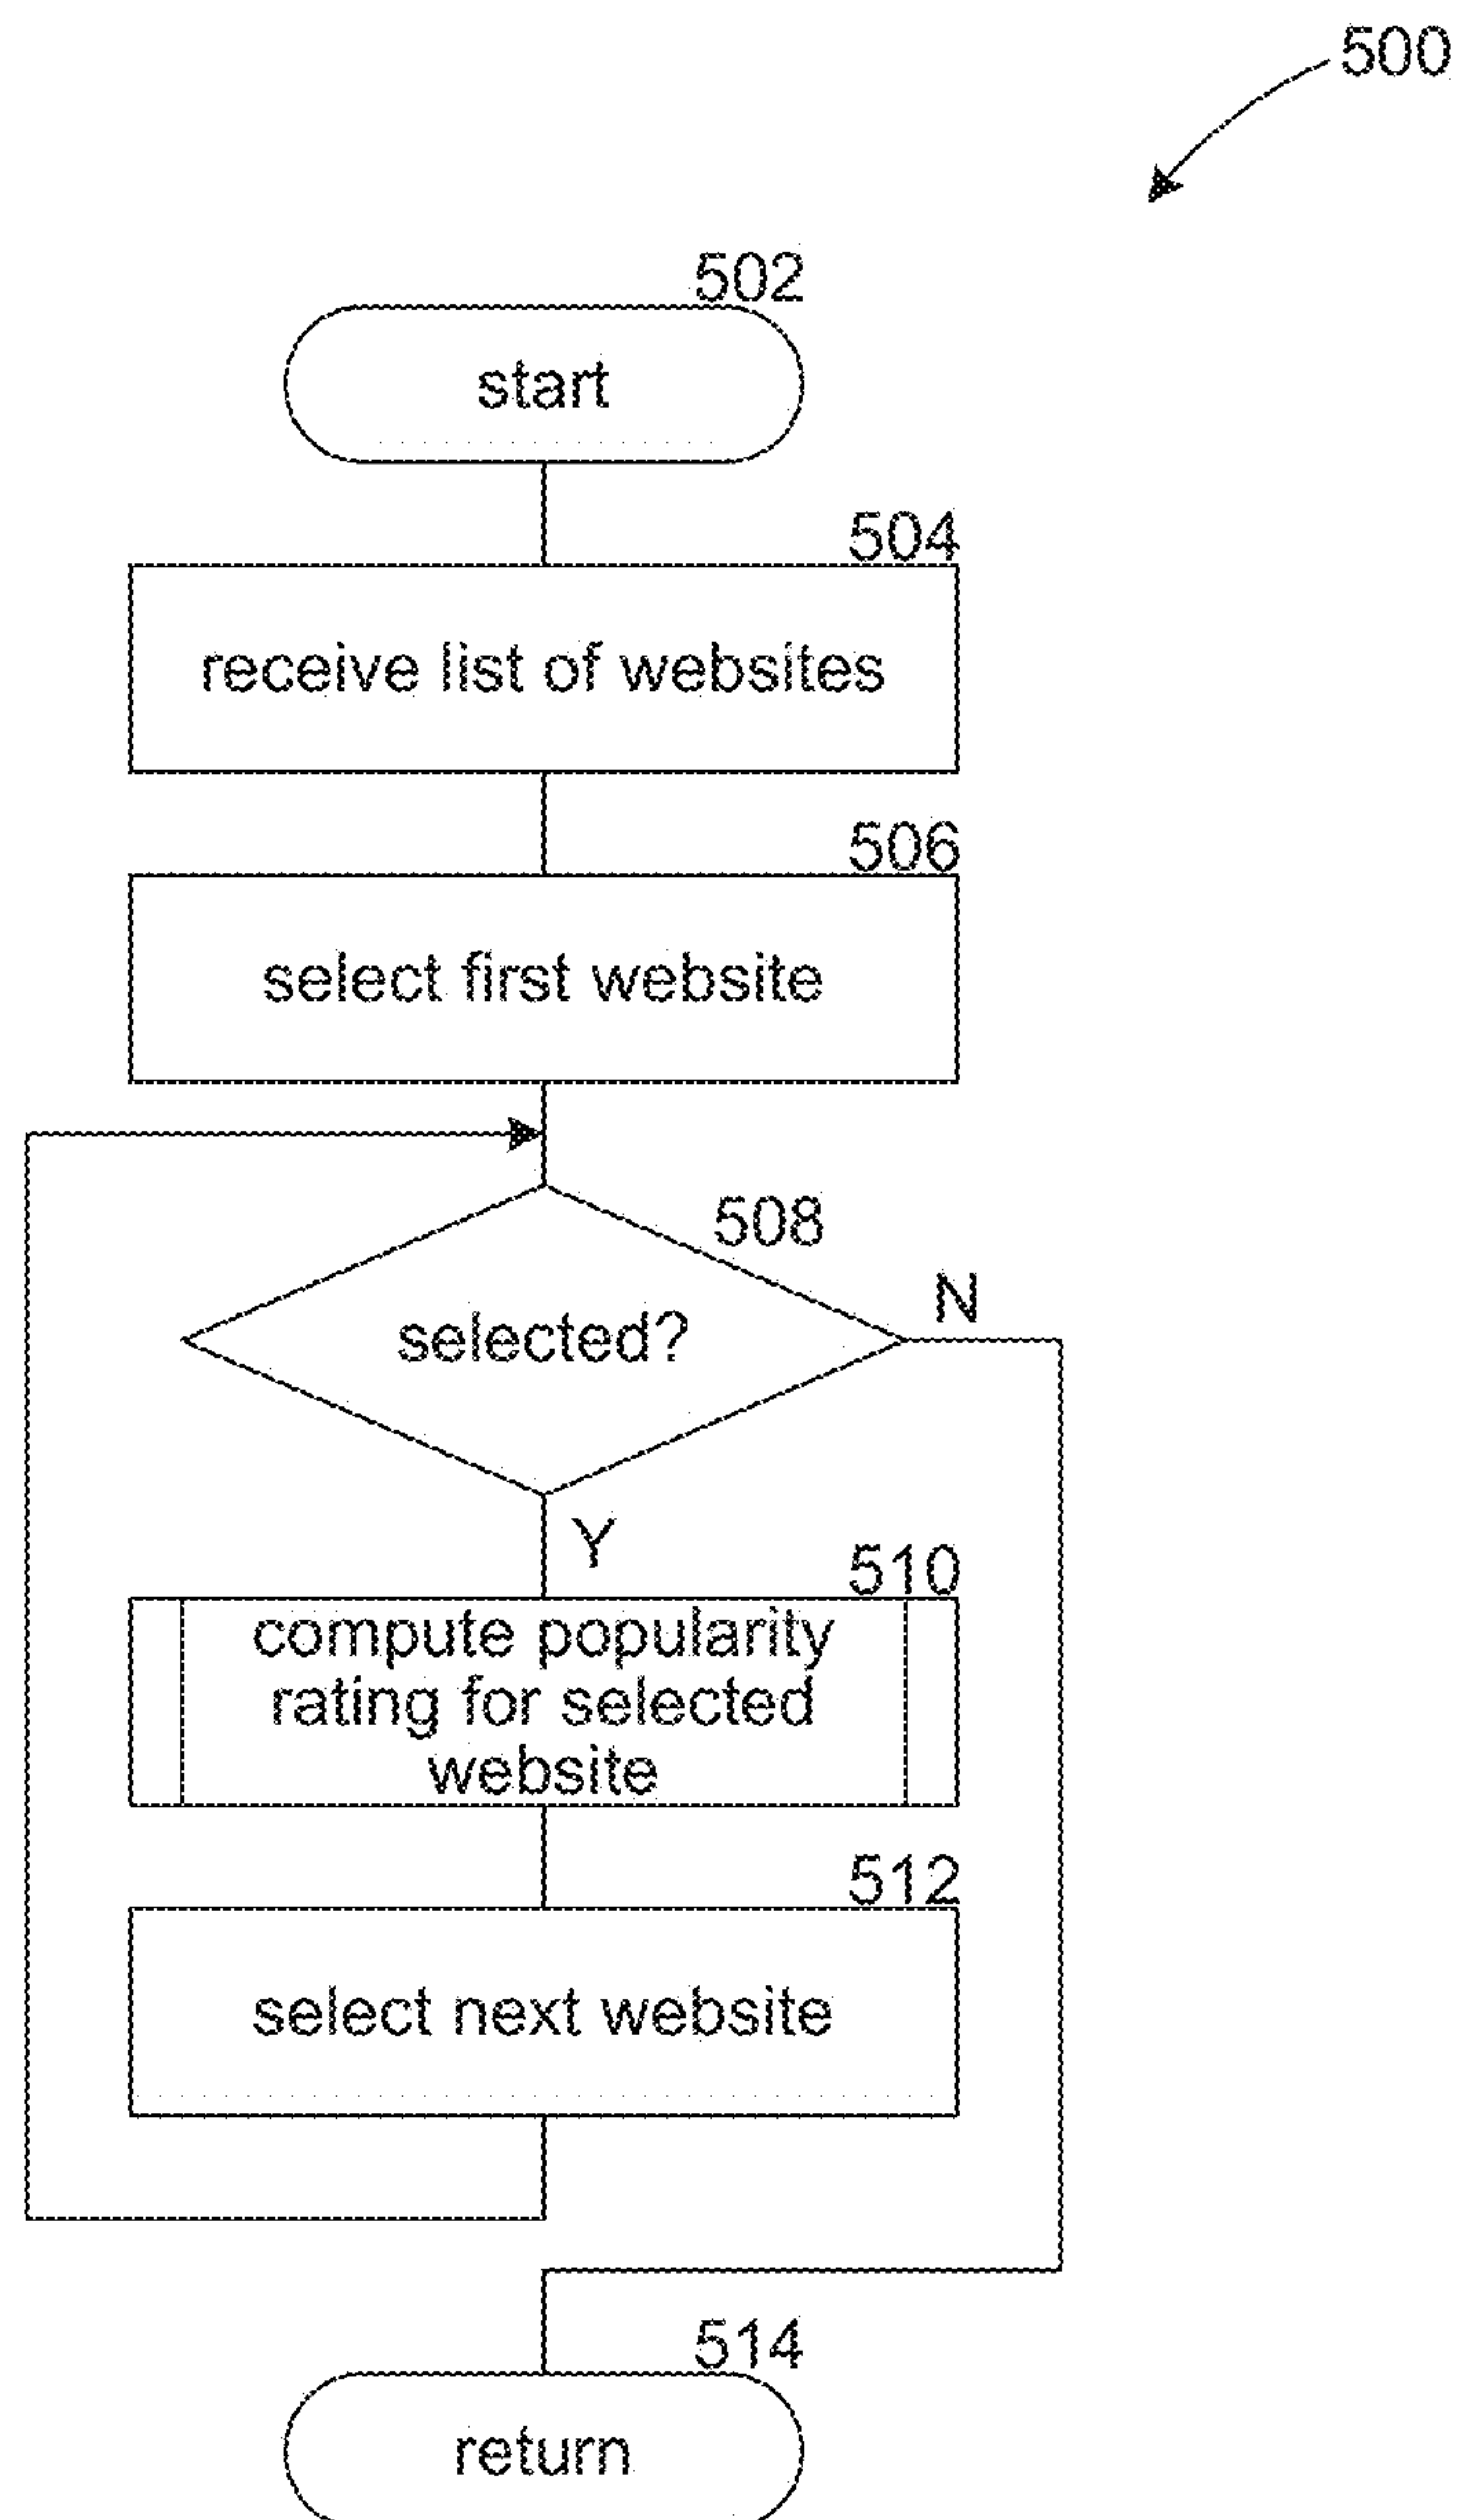 500
502
start
504
receive list of websites
506
select first website
508
N
selected?
Y
510
compute popularity
rating for selected
website
512
select next website
514
return